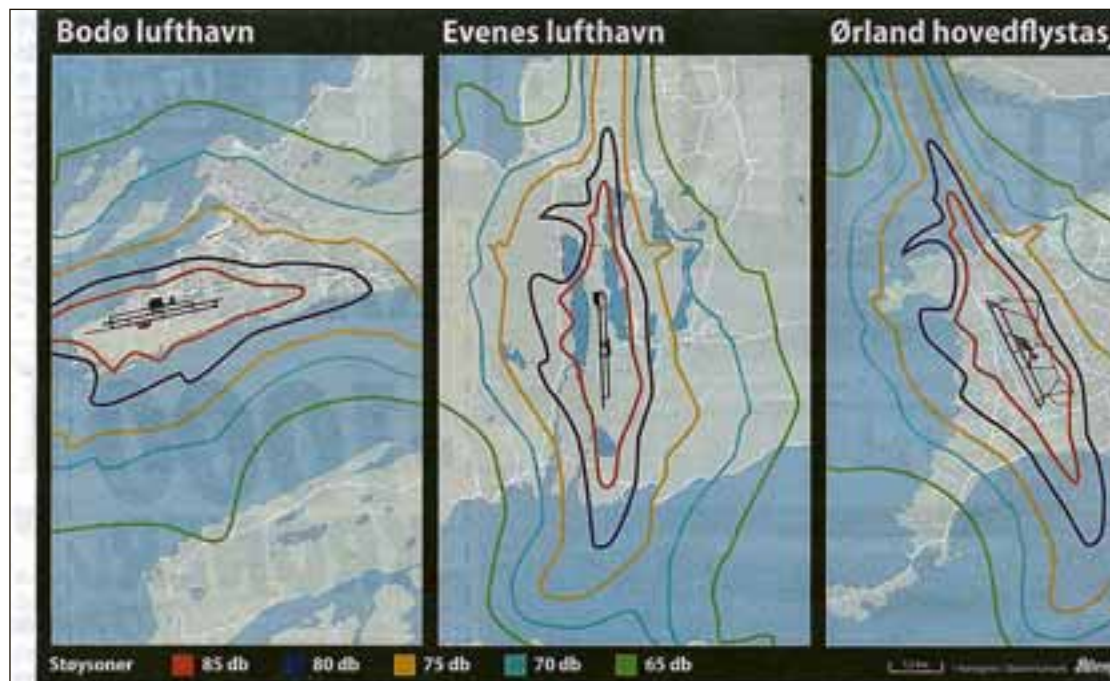 Bodø lufthavn
Evenes lufthavn
Ørland hovedflystas
Støysoner
85 db
80 db
75 db
70 db
65 db